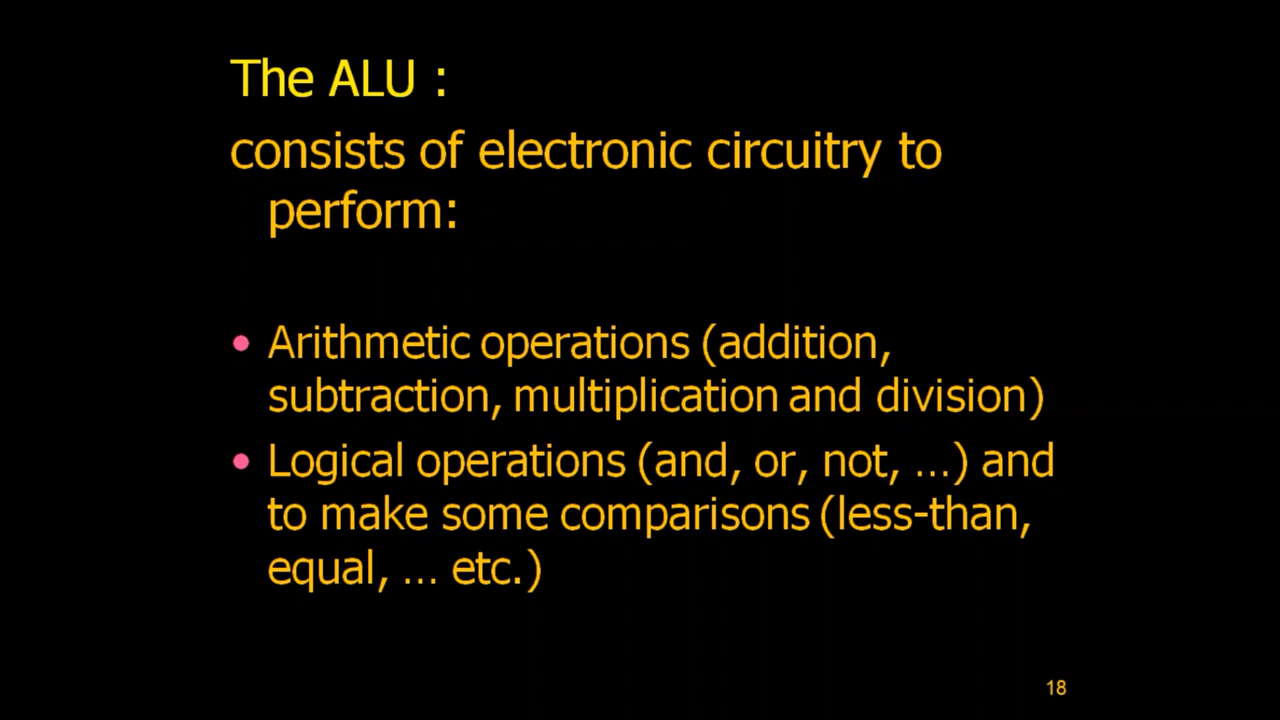 The ALU :
consists of electronic circuitry to
perform:
• Arithmetic operations (addition,
subtraction, multiplication and division)
• Logical operations (and, or, not, …) and
to make some comparisons (less-than,
equal, … etc.)
18